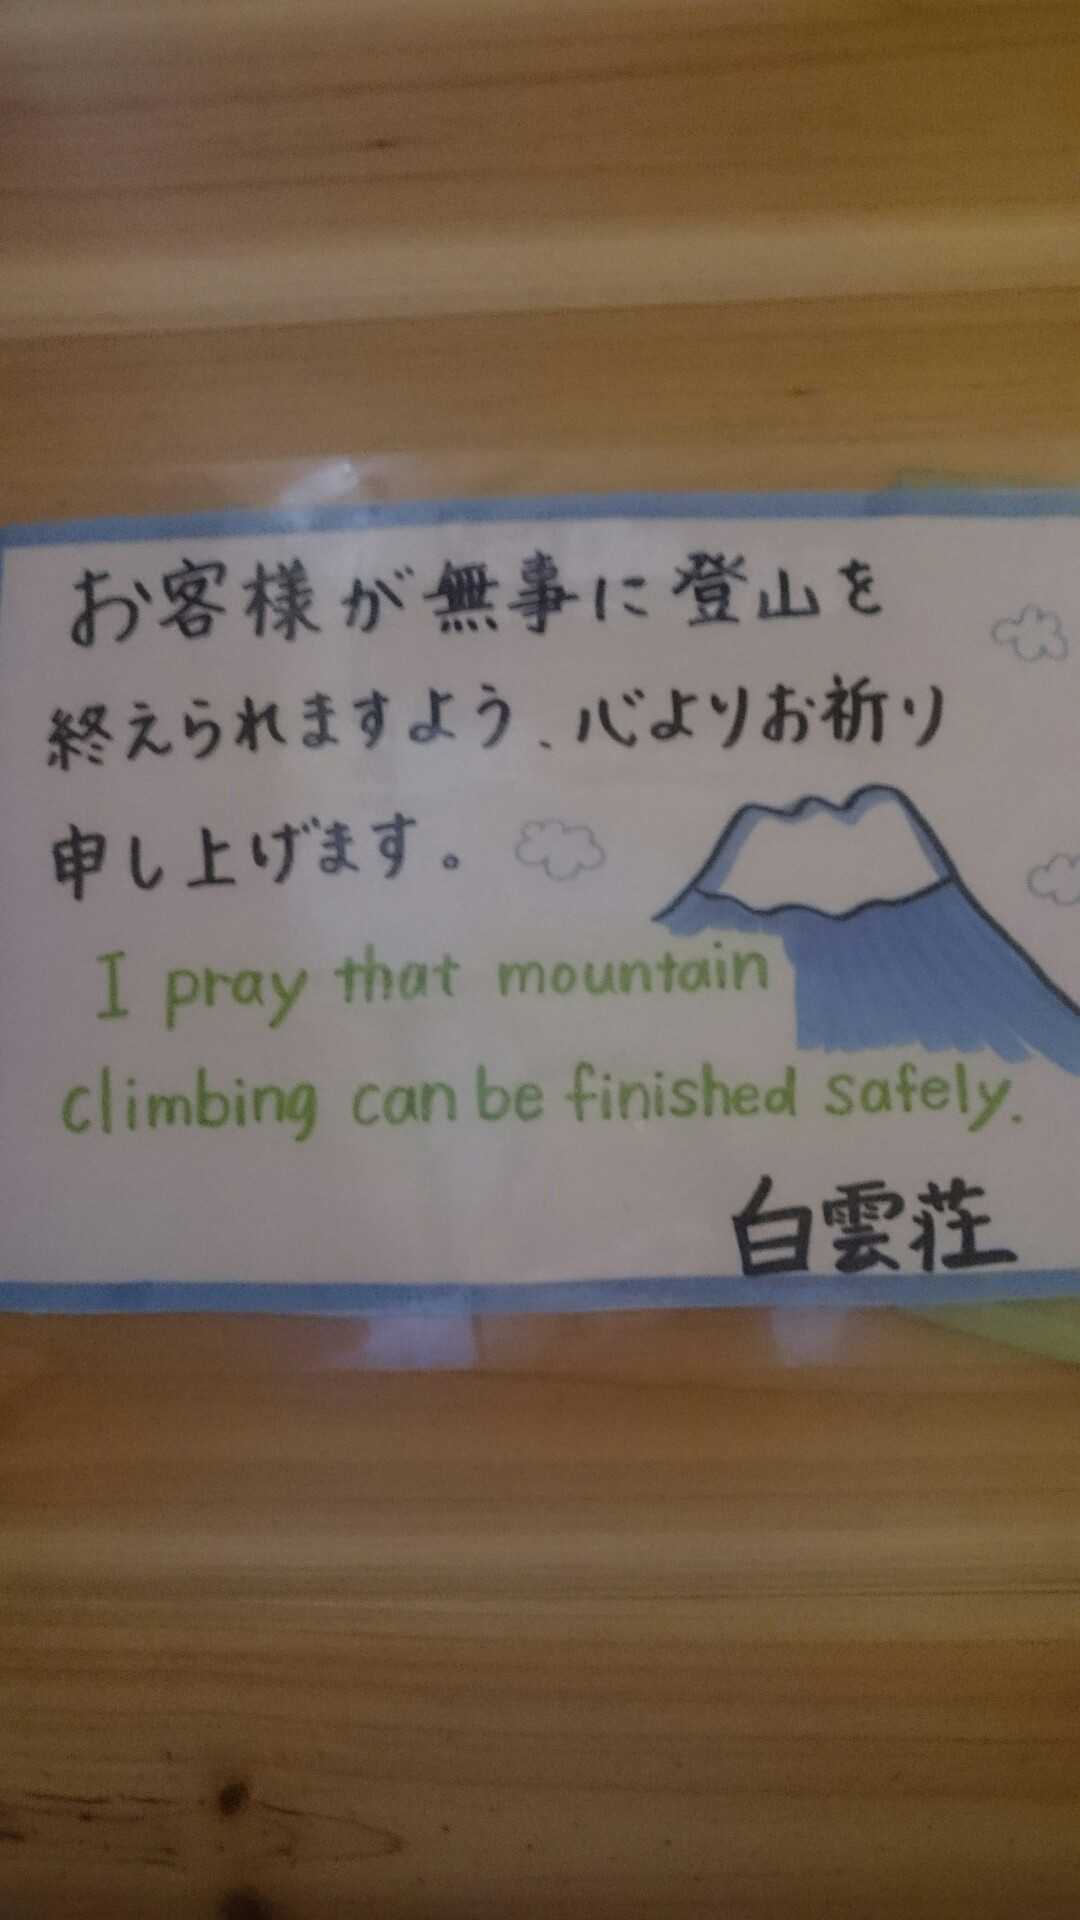 お客様が無事に登山を
終えられますよう、心よりお祈り
申し上げます。
I pray that mountain
climbing can be finished safely.
白雲荘